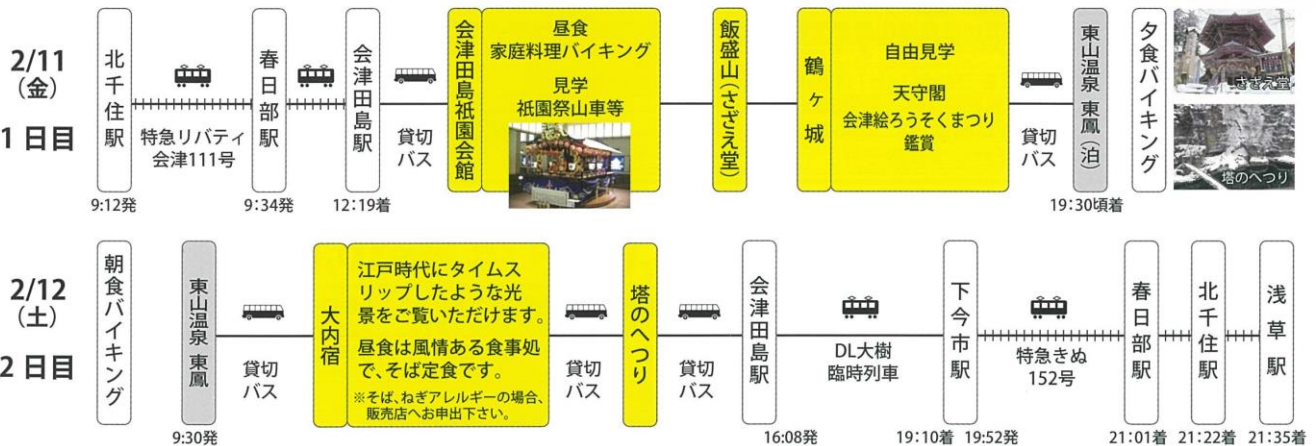 2/11
（金）
1 日目
北千住駅
9:12発
特急リバティ
会津111号
春日部駅
9:34発
会津田島駅
12:19着
貸切
バス
会津田島祇園会館
昼食
家庭料理バイキング
見学
祇園祭山車等
飯盛山（さざえ堂）
鶴ヶ城
自由見学
天守閣
会津絵ろうそくまつり
鑑賞
貸切
バス
東山温泉 東鳳（泊）
19:30頃着
夕食バイキング
さざえ堂
塔のへつり
2/12
（土）
2 日目
朝食バイキング
東山温泉 東鳳
9:30発
貸切
バス
大内宿
江戸時代にタイムス
リップしたような光
景をご覧いただけます。
昼食は風情ある食事処
で、そば定食です。
※そば、ねぎアレルギーの場合、
販売店へお申出下さい。
貸切
バス
塔のへつり
貸切
バス
会津田島駅
16:08発
DL大樹
臨時列車
下今市駅
19:10着 19:52発
特急きぬ
152号
春日部駅
21:01着
北千住駅
21:22着
浅草駅
21:35着